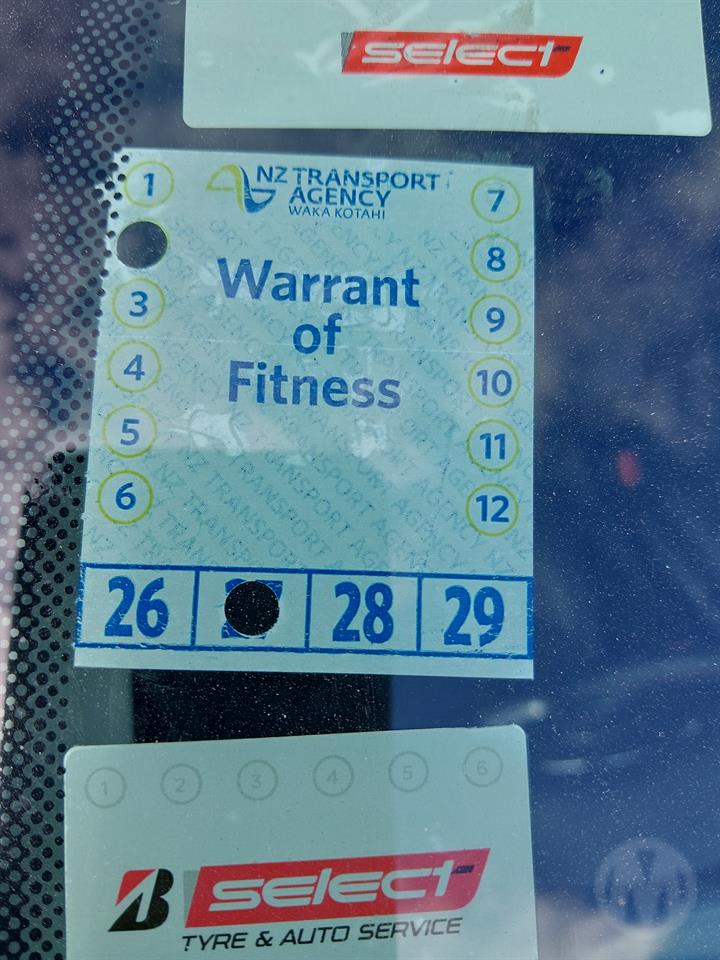 SELECT
NZ TRANSPORT
AGENCY
WAKA KOTAHI
Warrant
of
Fitness
1
3
4
5
6
7
8
9
10
11
12
26
28
29
1 2 3 4 5 6
B SELECT
TYRE & AUTO SERVICE
M